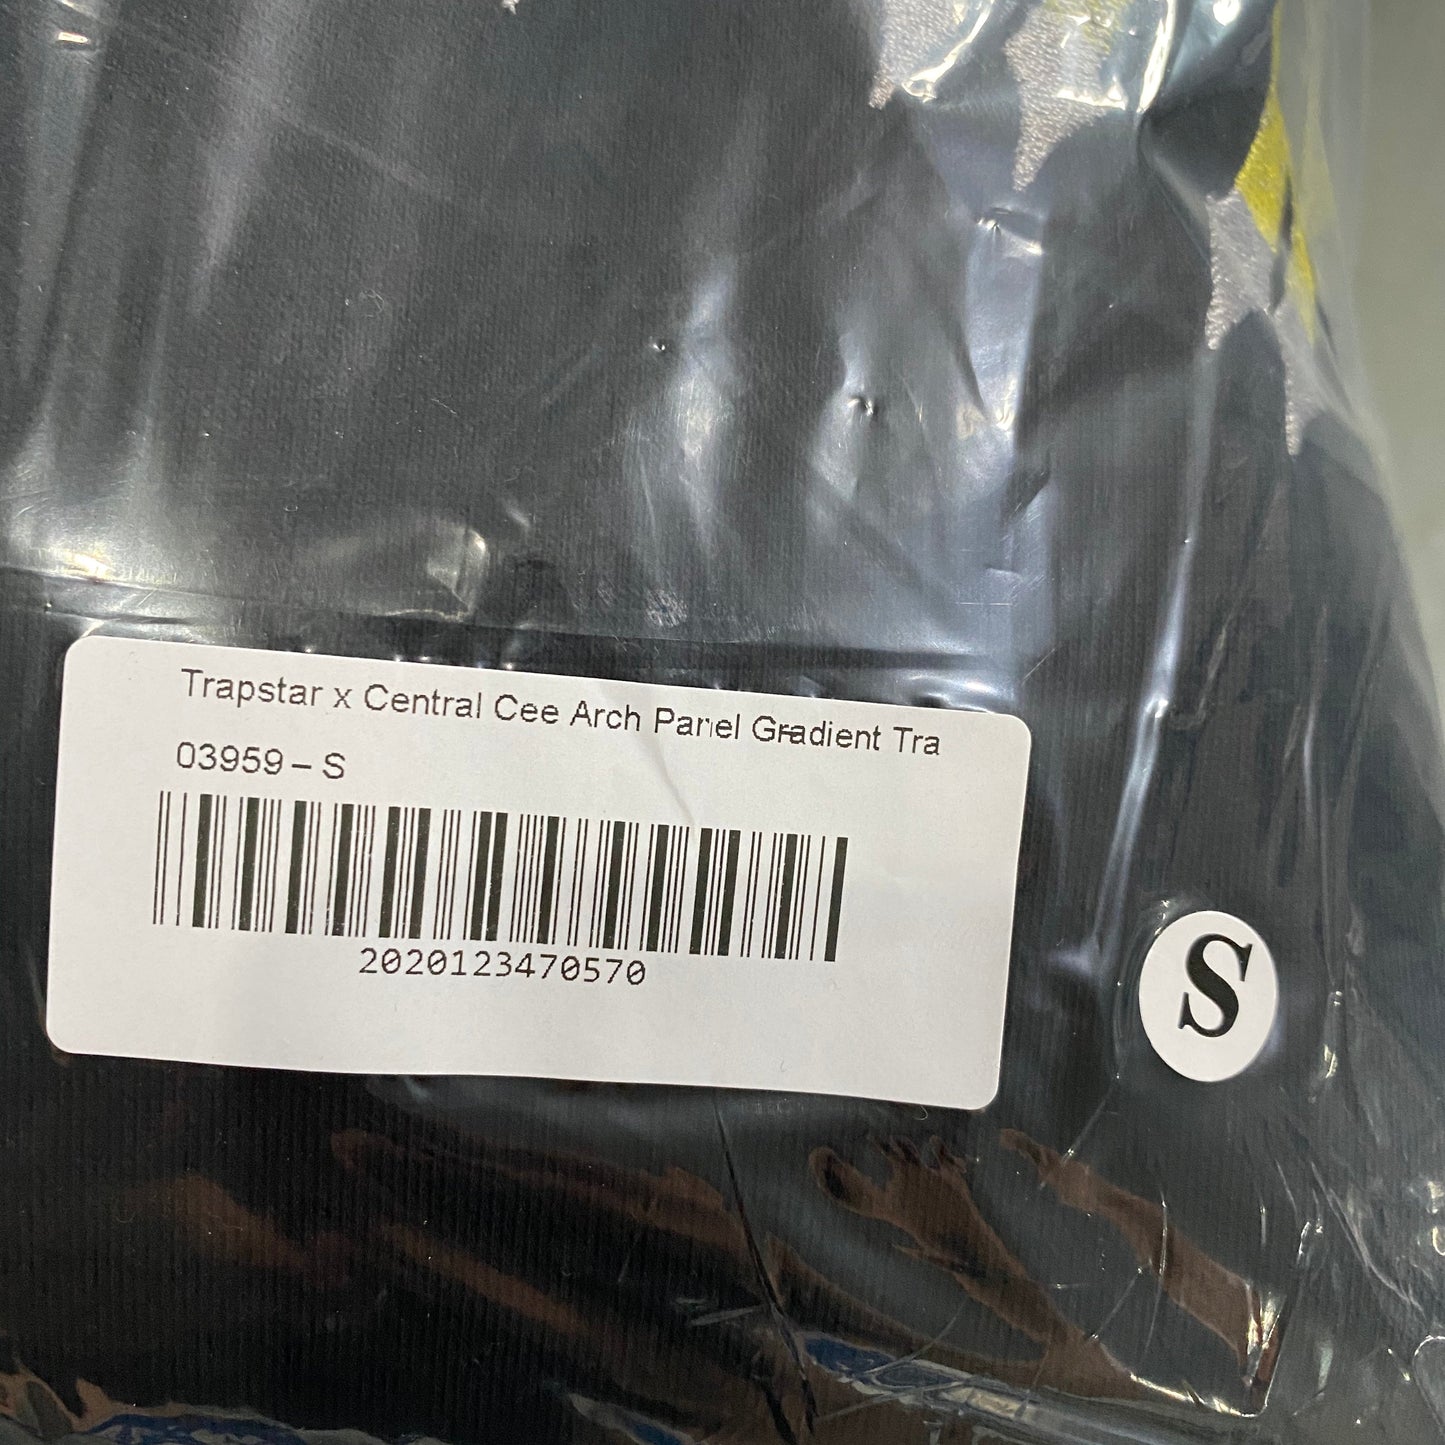 Trapstar x Central Cee Arch Panel Gradient Tra
03959 – S
2020123470570
S